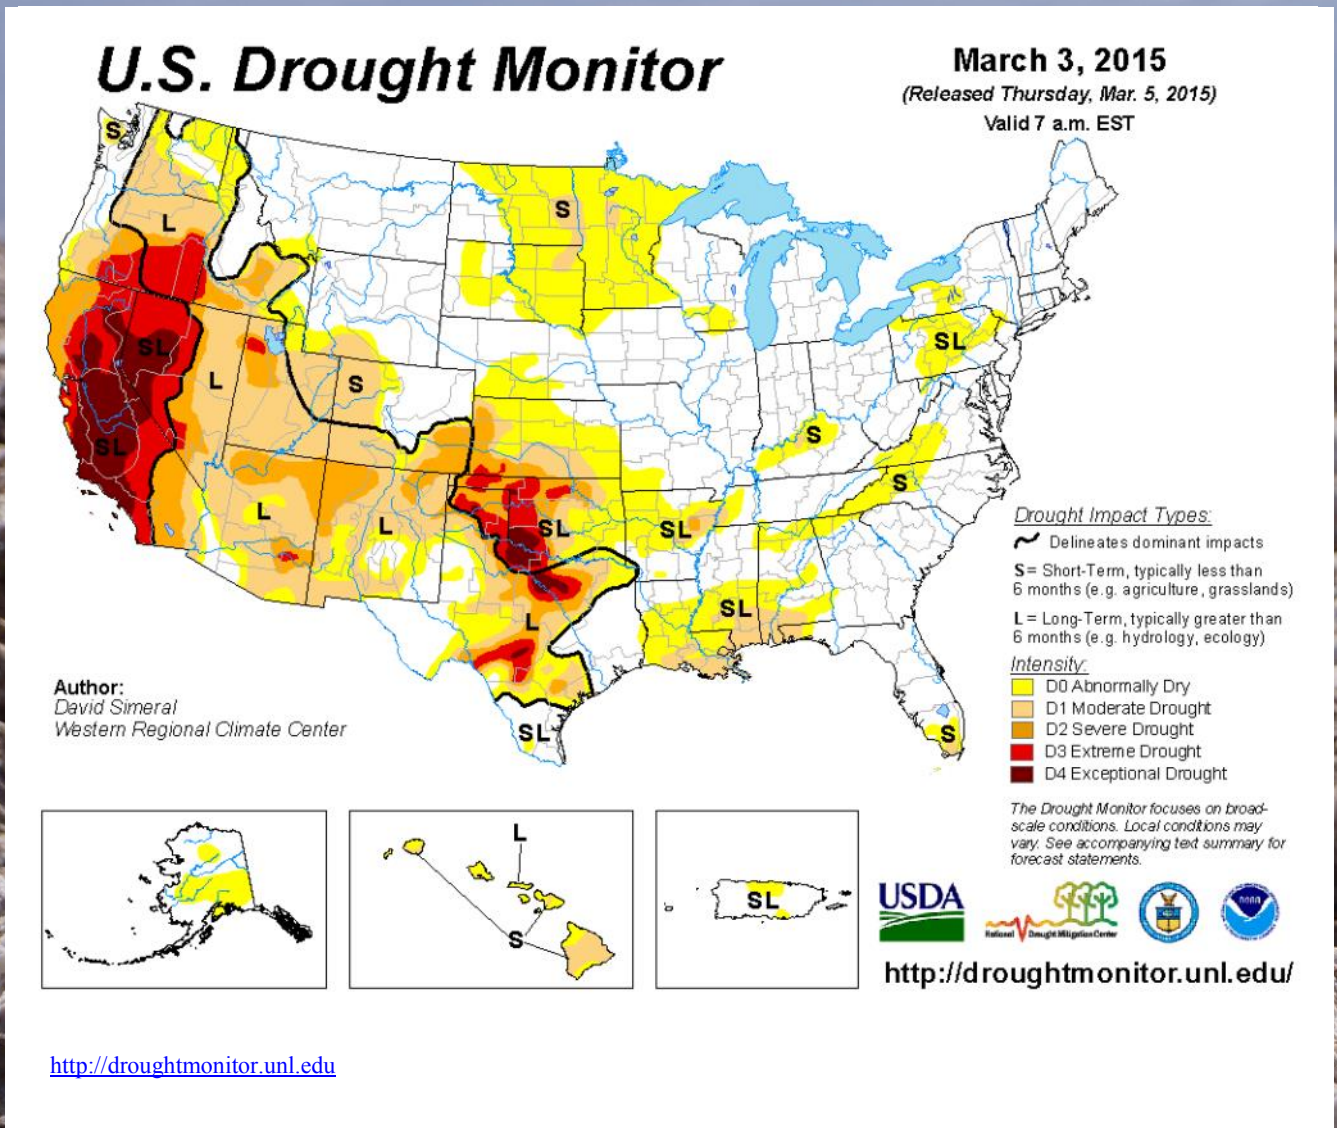 U.S. Drought Monitor
March 3, 2015
(Released Thursday, Mar. 5, 2015)
Valid 7 a.m. EST
S
L
S
SL
SL
L
S
S
SL
S
L
L
SL
SL
S
L
SL
SL
S
Drought Impact Types:
Delineates dominant impacts
S = Short-Term, typically less than
6 months (e.g. agriculture, grasslands)
L = Long-Term, typically greater than
6 months (e.g. hydrology, ecology)
Intensity:
D0 Abnormally Dry
D1 Moderate Drought
D2 Severe Drought
D3 Extreme Drought
D4 Exceptional Drought
Author:
David Simeral
Western Regional Climate Center
The Drought Monitor focuses on broad-
scale conditions. Local conditions may
vary. See accompanying text summary for
forecast statements.
L
S
SL
USDA
National Drought Mitigation Center
noaa
http://droughtmonitor.unl.edu/
http://droughtmonitor.unl.edu